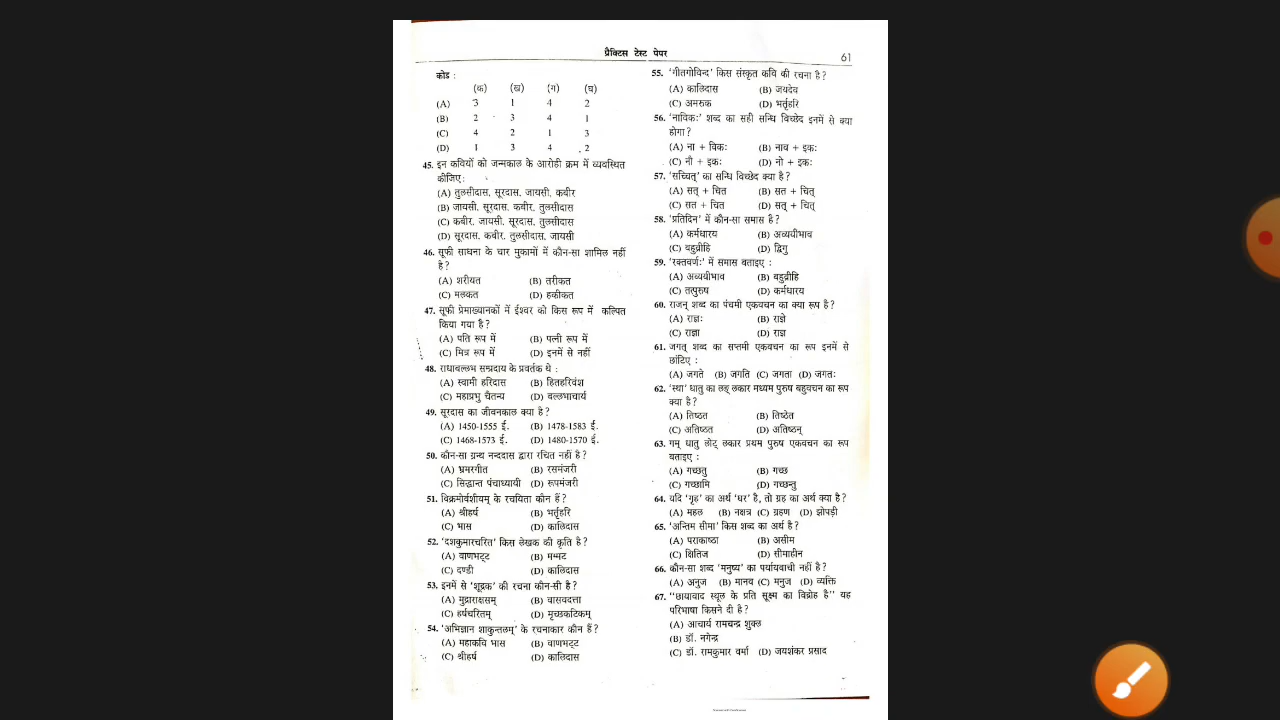 प्रैक्टिस टेस्ट पेपर
61
कोड :
(क) (ख) (ग) (घ)
(A) 3 1 4 2
(B) 2 3 4 1
(C) 4 2 1 3
(D) 1 3 4 2
45. इन कवियों को जन्मकाल के आरोही क्रम में व्यवस्थित
कीजिए :
(A) तुलसीदास, सूरदास, जायसी, कबीर
(B) जायसी, सूरदास, कबीर, तुलसीदास
(C) कबीर, जायसी, सूरदास, तुलसीदास
(D) सूरदास, कबीर, तुलसीदास, जायसी
46. सूफी साधना के चार मुकामों में कौन-सा शामिल नहीं
है?
(A) शरीयत (B) तरीकत
(C) मलकत (D) हकीकत
47. सूफी प्रेमाख्यानकों में ईश्वर को किस रूप में कल्पित
किया गया है?
(A) पति रूप में (B) पत्नी रूप में
(C) मित्र रूप में (D) इनमें से नहीं
48. राधाबल्लभ सम्प्रदाय के प्रवर्तक थे :
(A) स्वामी हरिदास (B) हितहरिवंश
(C) महाप्रभु चैतन्य (D) बल्लभाचार्य
49. सूरदास का जीवनकाल क्या है?
(A) 1450-1555 ई. (B) 1478-1583 ई.
(C) 1468-1573 ई. (D) 1480-1570 ई.
50. कौन-सा ग्रन्थ नन्ददास द्वारा रचित नहीं है?
(A) भ्रमरगीत (B) रसमंजरी
(C) सिद्धान्त पंचाध्यायी (D) रूपमंजरी
51. विक्रमोर्वशीयम् के रचयिता कौन हैं?
(A) श्रीहर्ष (B) भर्तृहरि
(C) भास (D) कालिदास
52. 'दशकुमारचरित' किस लेखक की कृति है?
(A) वाणभट्ट (B) मम्मट
(C) दण्डी (D) कालिदास
53. इनमें से 'शूद्रक' की रचना कौन-सी है?
(A) मुद्राराक्षसम् (B) वासवदत्ता
(C) हर्षचरितम् (D) मृच्छकटिकम्
54. 'अभिज्ञान शाकुन्तलम्' के रचनाकार कौन हैं?
(A) महाकवि भास (B) वाणभट्ट
(C) श्रीहर्ष (D) कालिदास
55. 'गीतगोविन्द' किस संस्कृत कवि की रचना है?
(A) कालिदास (B) जयदेव
(C) अमरुक (D) भर्तृहरि
56. 'नाविकः' शब्द का सही सन्धि विच्छेद इनमें से क्या
होगा?
(A) ना + विकः (B) नाव + इकः
(C) नौ + इकः (D) नो + इकः
57. 'सच्चित्' का सन्धि विच्छेद क्या है?
(A) सत् + चित (B) सत + चित्
(C) सत + चित (D) सत् + चित्
58. 'प्रतिदिन' में कौन-सा समास है?
(A) कर्मधारय (B) अव्ययीभाव
(C) बहुव्रीहि (D) द्विगु
59. 'रक्तवर्णः' में समास बताइए :
(A) अव्ययीभाव (B) बहुव्रीहि
(C) तत्पुरुष (D) कर्मधारय
60. राजन् शब्द का पंचमी एकवचन का क्या रूप है?
(A) राज्ञः (B) राज्ञे
(C) राज्ञा (D) राज्ञ
61. जगत् शब्द का सप्तमी एकवचन का रूप इनमें से
छांटिए :
(A) जगते (B) जगति (C) जगता (D) जगतः
62. 'स्था' धातु का लङ् लकार मध्यम पुरुष बहुवचन का रूप
क्या है?
(A) तिष्ठत (B) तिष्ठेत
(C) अतिष्ठत (D) अतिष्ठन्
63. गम् धातु लोट् लकार प्रथम पुरुष एकवचन का रूप
बताइए :
(A) गच्छतु (B) गच्छ
(C) गच्छामि (D) गच्छन्तु
64. यदि 'गृह' का अर्थ 'घर' है, तो ग्रह का अर्थ क्या है?
(A) महल (B) नक्षत्र (C) ग्रहण (D) झोपड़ी
65. 'अन्तिम सीमा' किस शब्द का अर्थ है?
(A) पराकाष्ठा (B) असीम
(C) क्षितिज (D) सीमाहीन
66. कौन-सा शब्द 'मनुष्य' का पर्यायवाची नहीं है?
(A) अनुज (B) मानव (C) मनुज (D) व्यक्ति
67. "छायावाद स्थूल के प्रति सूक्ष्म का विद्रोह है" यह
परिभाषा किसने दी है?
(A) आचार्य रामचन्द्र शुक्ल
(B) डॉ. नगेन्द्र
(C) डॉ. रामकुमार वर्मा (D) जयशंकर प्रसाद